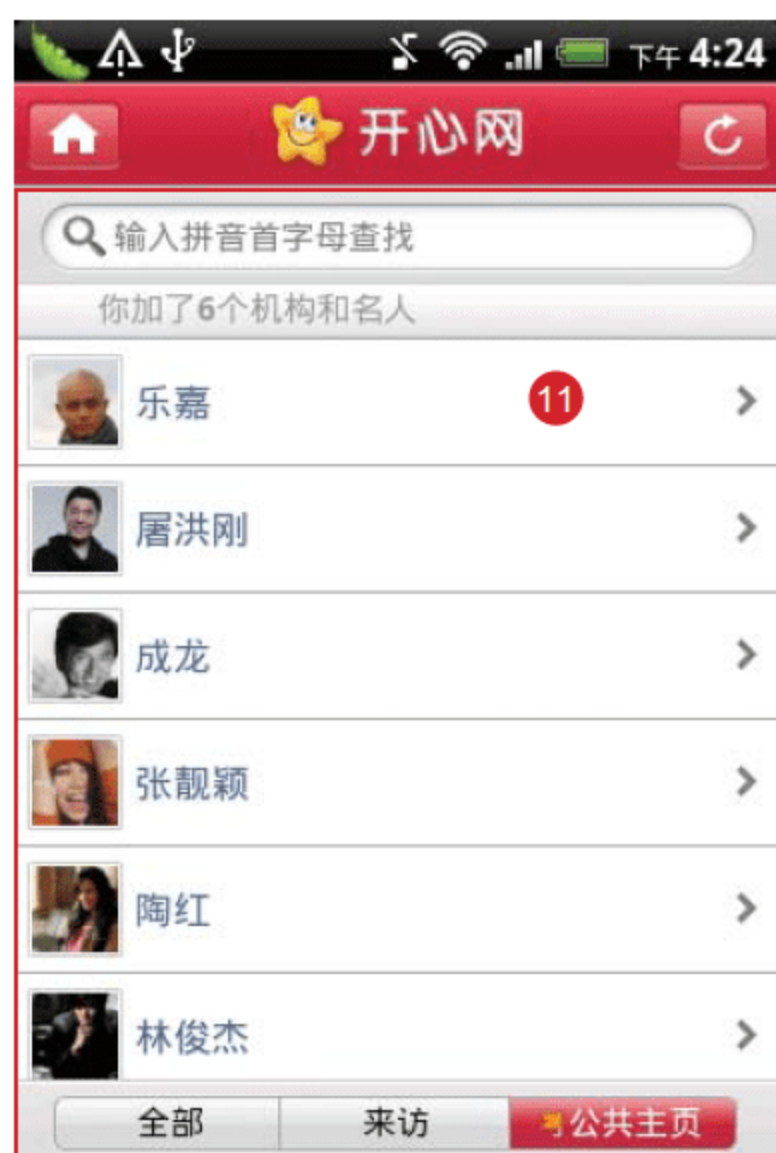 下午 4:24
开心网
输入拼音首字母查找
你加了6个机构和名人
乐嘉
11
屠洪刚
成龙
张靓颖
陶红
林俊杰
全部 来访 公共主页